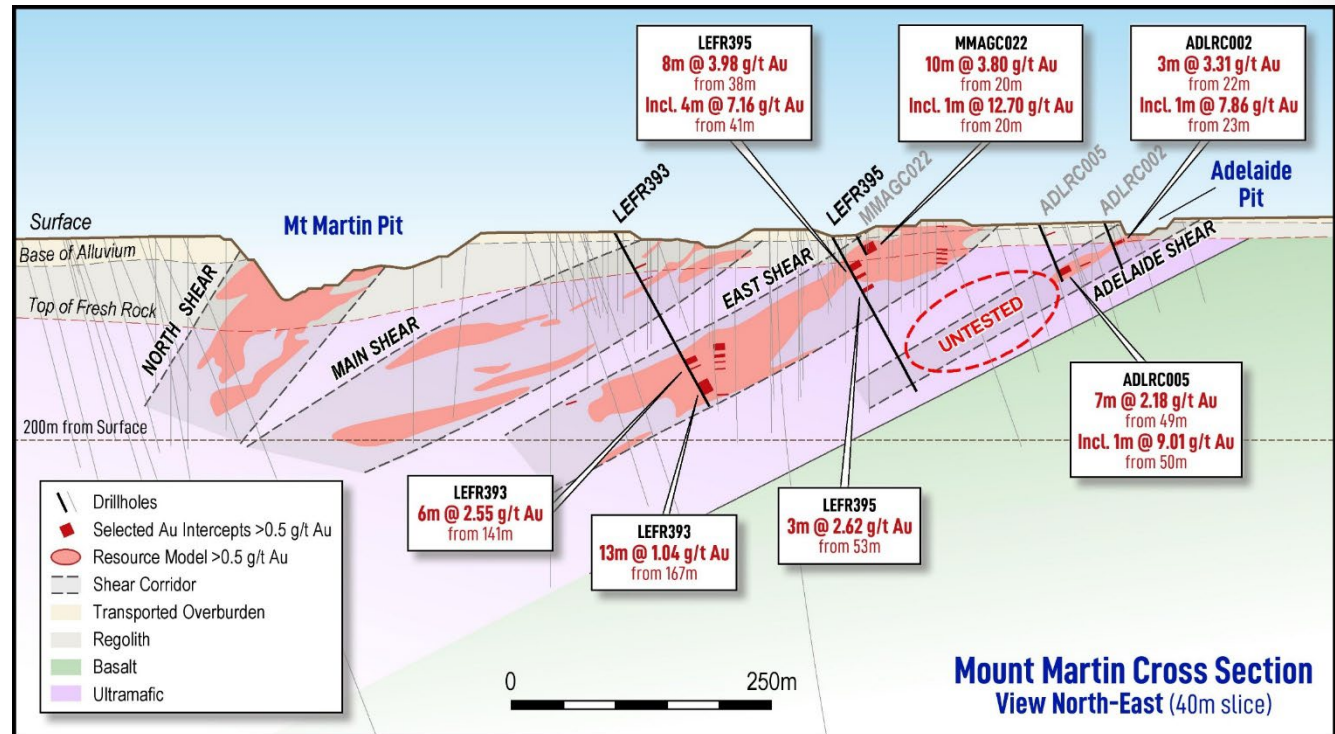 LEFR395
8m @ 3.98 g/t Au
from 38m
Incl. 4m @ 7.16 g/t Au
from 41m
MMAGC022
10m @ 3.80 g/t Au
from 20m
Incl. 1m @ 12.70 g/t Au
from 20m
ADLRC002
3m @ 3.31 g/t Au
from 22m
Incl. 1m @ 7.86 g/t Au
from 23m
LEFR393
LEFR395
MMAGC022
ADLRC005
ADLRC002
Adelaide
Pit
Surface
Mt Martin Pit
Base of Alluvium
Top of Fresh Rock
NORTH SHEAR
MAIN SHEAR
EAST SHEAR
ADELAIDE SHEAR
UNTESTED
200m from Surface
ADLRC005
7m @ 2.18 g/t Au
from 49m
Incl. 1m @ 9.01 g/t Au
from 50m
LEFR393
6m @ 2.55 g/t Au
from 141m
LEFR393
13m @ 1.04 g/t Au
from 167m
LEFR395
3m @ 2.62 g/t Au
from 53m
Drillholes
Selected Au Intercepts >0.5 g/t Au
Resource Model >0.5 g/t Au
Shear Corridor
Transported Overburden
Regolith
Basalt
Ultramafic
0 250m
Mount Martin Cross Section
View North-East (40m slice)